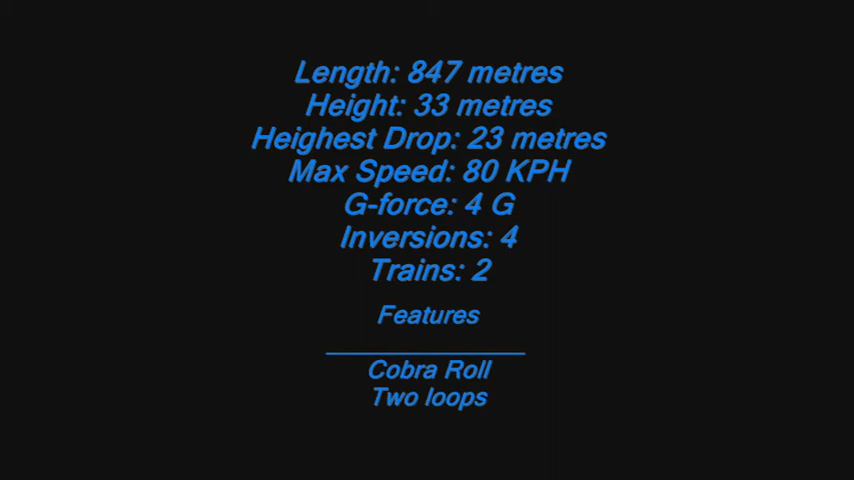 Length: 847 metres
Height: 33 metres
Heighest Drop: 23 metres
Max Speed: 80 KPH
G-force: 4 G
Inversions: 4
Trains: 2
Features
Cobra Roll
Two loops